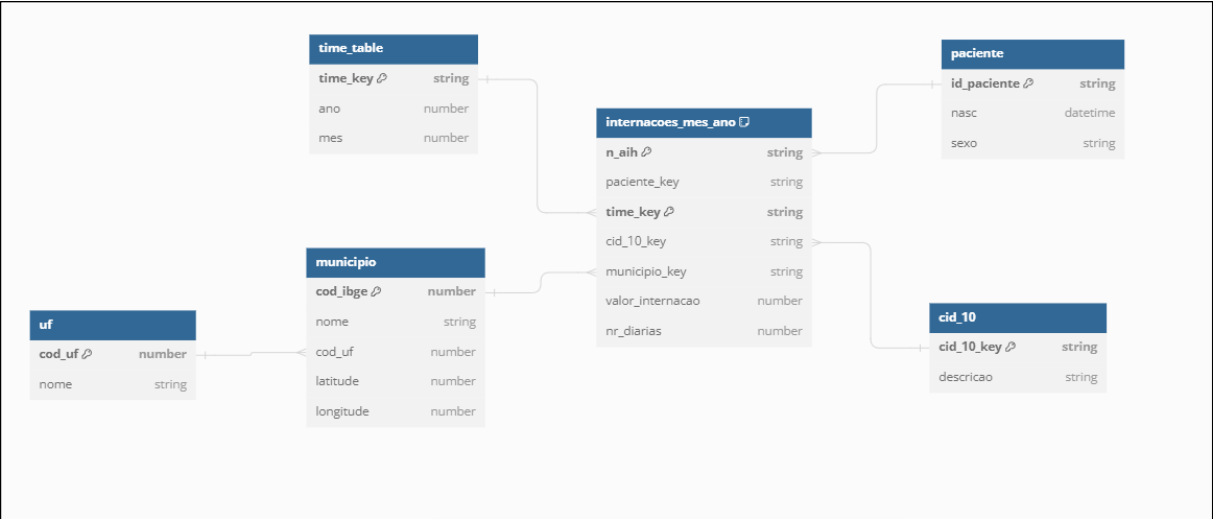 time_table
time_key string
ano number
mes number
paciente
id_paciente string
nasc datetime
sexo string
internacoes_mes_ano
n_aih string
paciente_key string
time_key string
cid_10_key string
municipio_key string
valor_internacao number
nr_diarias number
municipio
cod_ibge number
nome string
cod_uf number
latitude number
longitude number
uf
cod_uf number
nome string
cid_10
cid_10_key string
descricao string